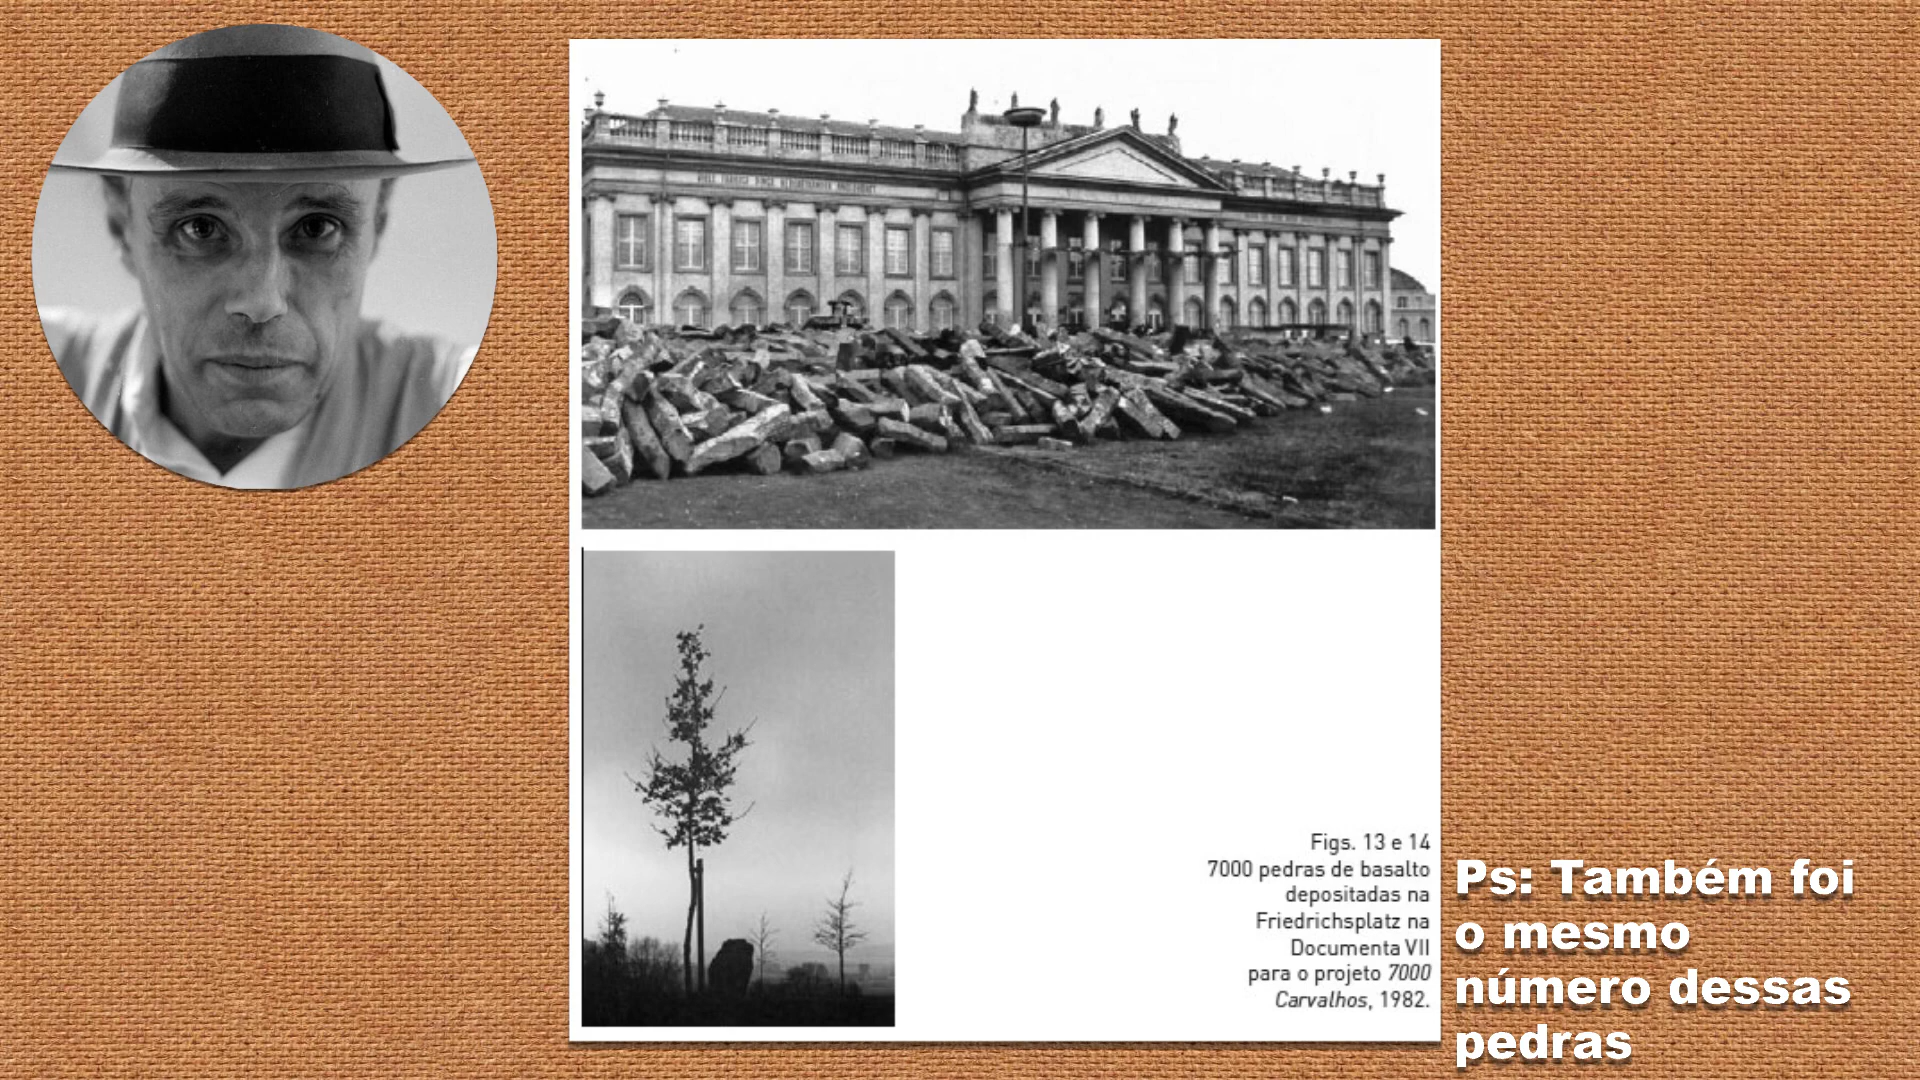 Figs. 13 e 14
7000 pedras de basalto
depositadas na
Friedrichsplatz na
Documenta VII
para o projeto 7000
Carvalhos, 1982.
Ps: Também foi
o mesmo
número dessas
pedras